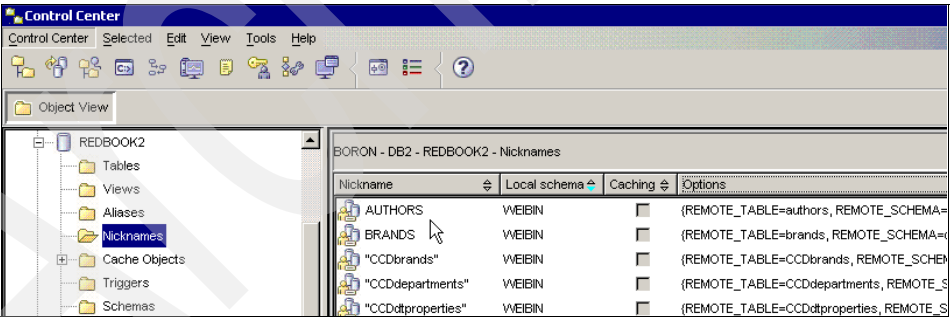 Control Center
Control Center Selected Edit View Tools Help
Object View
REDBOOK2
Tables
Views
Aliases
Nicknames
Cache Objects
Triggers
Schemas
BORON - DB2 - REDBOOK2 - Nicknames
Nickname Local schema Caching Options
AUTHORS WEIBIN {REMOTE_TABLE=authors, REMOTE_SCHEMA=
BRANDS WEIBIN {REMOTE_TABLE=brands, REMOTE_SCHEMA=
"CCDbrands" WEIBIN {REMOTE_TABLE=CCDbrands, REMOTE_SCHEM
"CCDdepartments" WEIBIN {REMOTE_TABLE=CCDdepartments, REMOTE_S
"CCDdtproperties" WEIBIN {REMOTE_TABLE=CCDdtproperties, REMOTE_S